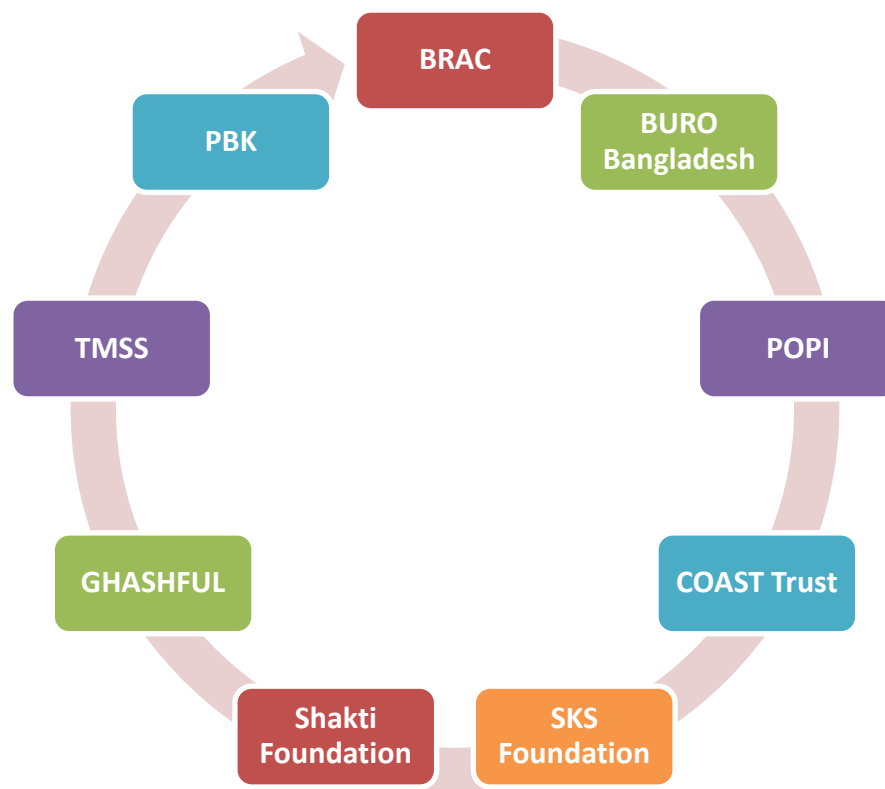 BRAC
BURO
Bangladesh
POPI
COAST Trust
SKS
Foundation
Shakti
Foundation
GHASHFUL
TMSS
PBK